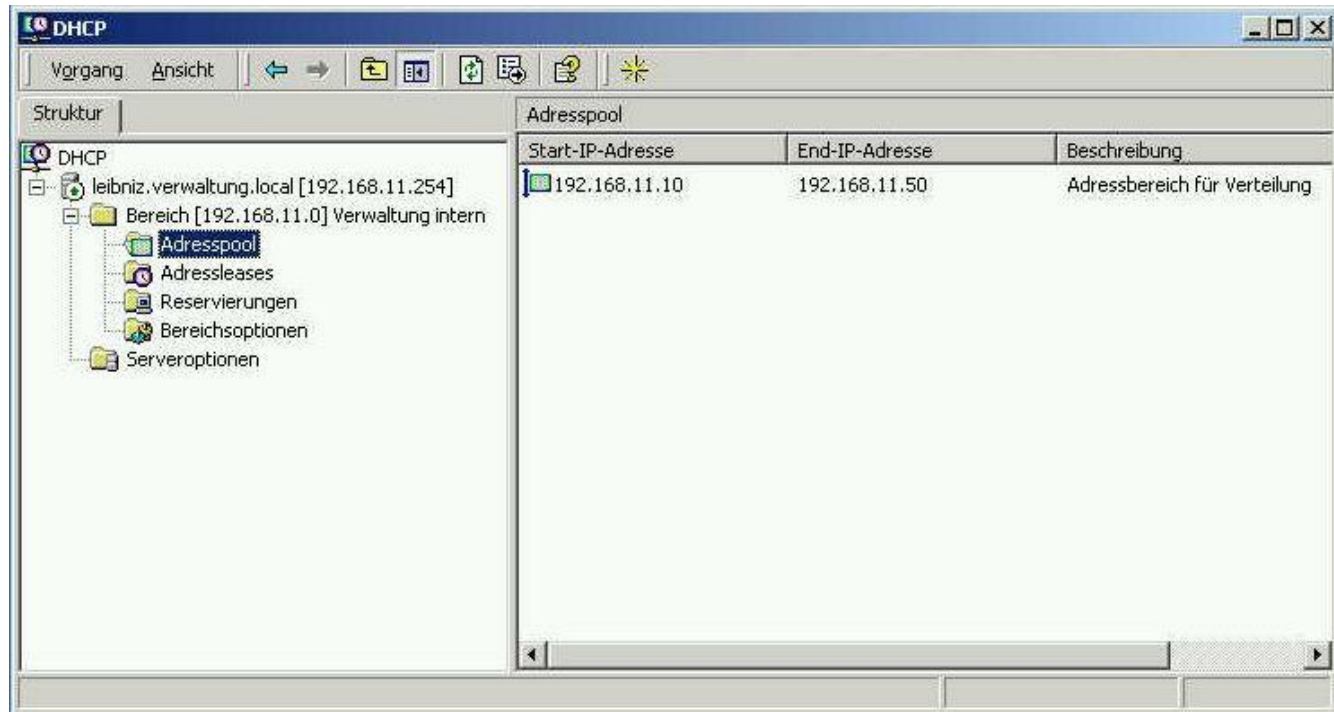 DHCP
Vorgang Ansicht
Struktur
Adresspool
DHCP
leibniz.verwaltung.local [192.168.11.254]
Bereich [192.168.11.0] Verwaltung intern
Adresspool
Adressleases
Reservierungen
Bereichsoptionen
Serveroptionen
Start-IP-Adresse End-IP-Adresse Beschreibung
192.168.11.10 192.168.11.50 Adressbereich für Verteilung